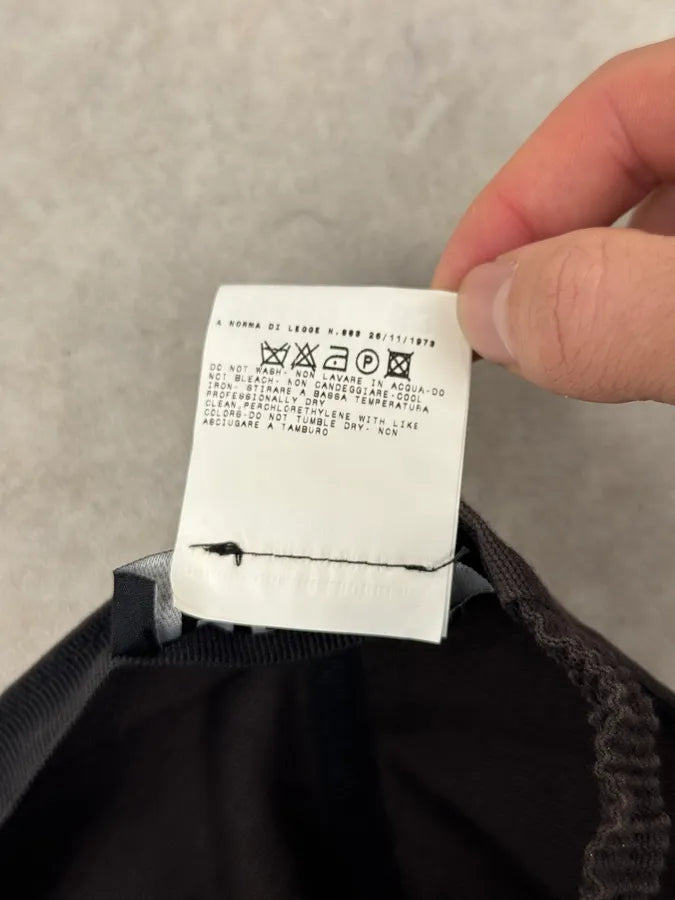 A NORMA DI LEGGE N.883 26/11/1973
P
DO NOT WASH- NON LAVARE IN ACQUA-DO
NOT BLEACH- NON CANDEGGIARE-COOL
IRON- STIRARE A BASSA TEMPERATURA
PROFESSIONALLY DRY
CLEAN,PERCHLORETHYLENE WITH LIKE
COLORS-DO NOT TUMBLE DRY- NON
ASCIUGARE A TAMBURO